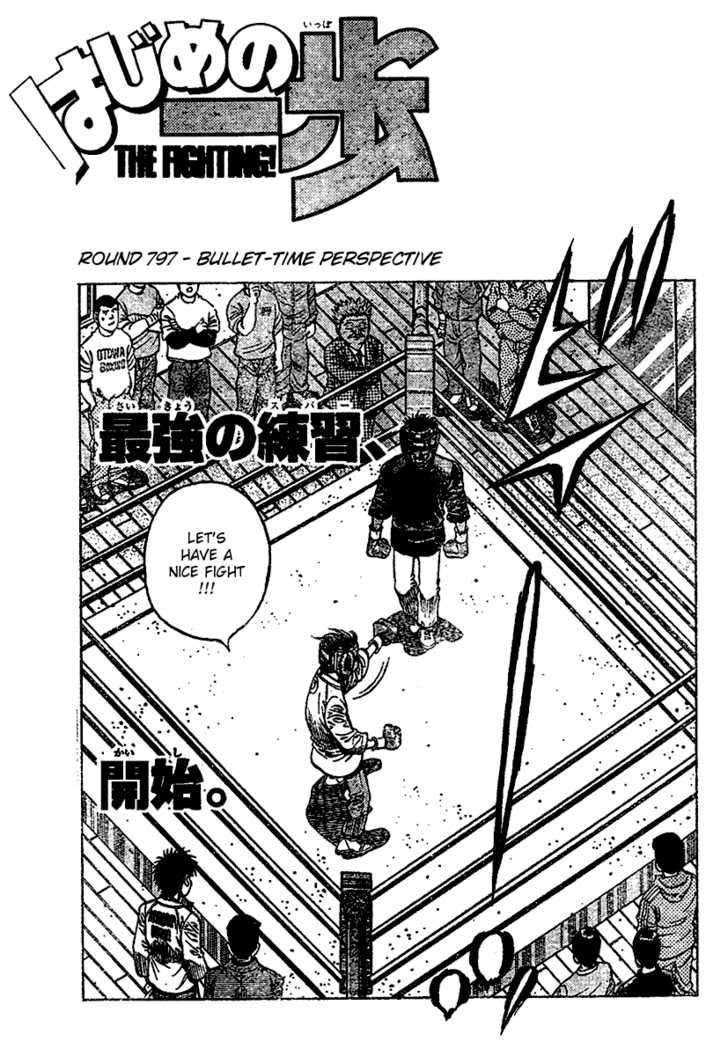 いっぽ
はじめの一歩
THE FIGHTING!
ROUND 797 - BULLET-TIME PERSPECTIVE
OTOWA
BOXING
さいきょう スパー
最強の練習、
LET'S
HAVE A
NICE FIGHT
!!!
かいし
開始。